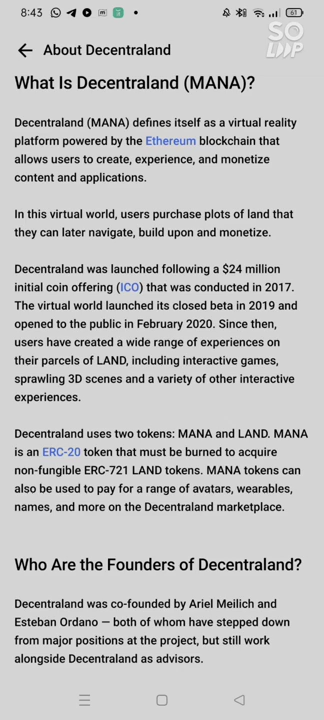 8:43
61
SO
LOOP
About Decentraland
What Is Decentraland (MANA)?
Decentraland (MANA) defines itself as a virtual reality
platform powered by the Ethereum blockchain that
allows users to create, experience, and monetize
content and applications.
In this virtual world, users purchase plots of land that
they can later navigate, build upon and monetize.
Decentraland was launched following a $24 million
initial coin offering (ICO) that was conducted in 2017.
The virtual world launched its closed beta in 2019 and
opened to the public in February 2020. Since then,
users have created a wide range of experiences on
their parcels of LAND, including interactive games,
sprawling 3D scenes and a variety of other interactive
experiences.
Decentraland uses two tokens: MANA and LAND. MANA
is an ERC-20 token that must be burned to acquire
non-fungible ERC-721 LAND tokens. MANA tokens can
also be used to pay for a range of avatars, wearables,
names, and more on the Decentraland marketplace.
Who Are the Founders of Decentraland?
Decentraland was co-founded by Ariel Meilich and
Esteban Ordano — both of whom have stepped down
from major positions at the project, but still work
alongside Decentraland as advisors.